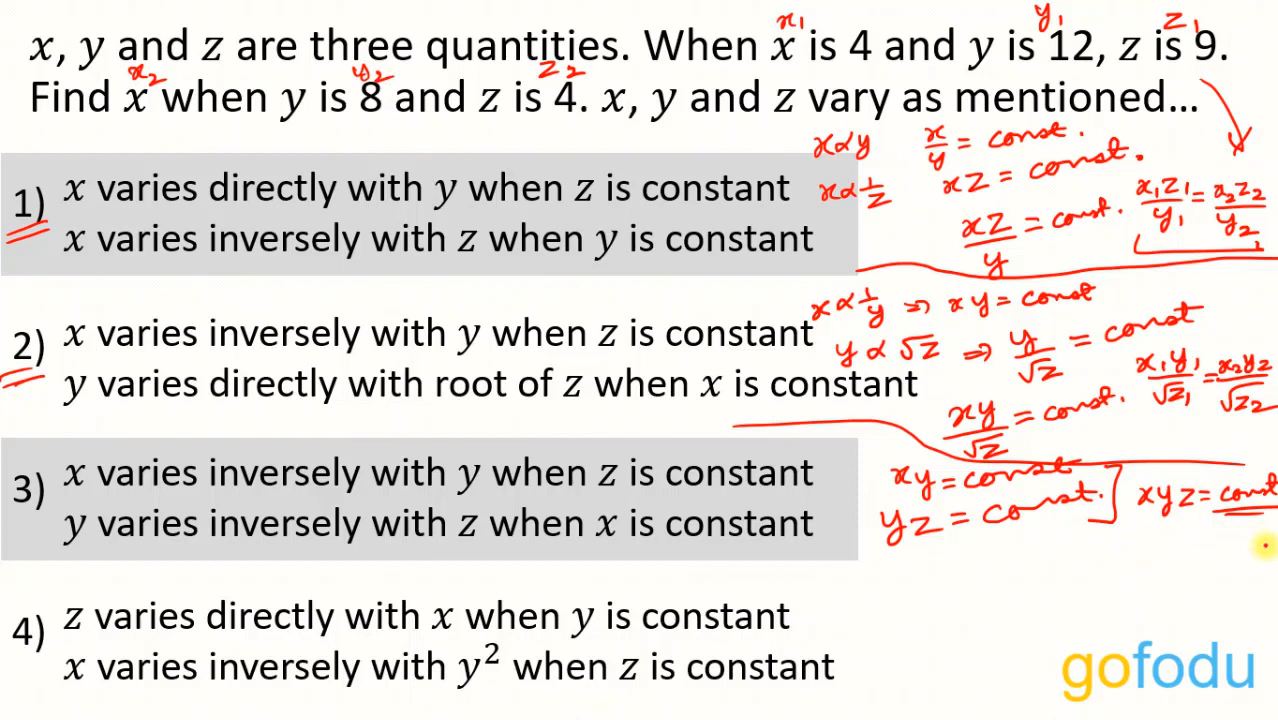 x₁ y₁ z₁
x, y and z are three quantities. When x is 4 and y is 12, z is 9.
x₂ y₂ z₂
Find x when y is 8 and z is 4. x, y and z vary as mentioned...
1) x varies directly with y when z is constant
x varies inversely with z when y is constant
x∝y x/y = const.
x∝1/z xz = const.
xz/y = const. x₁z₁/y₁ = x₂z₂/y₂
2) x varies inversely with y when z is constant
y varies directly with root of z when x is constant
x∝1/y ⇒ xy = const
y∝√z ⇒ y/√z = const
xy/√z = const. x₁y₁/√z₁ = x₂y₂/√z₂
3) x varies inversely with y when z is constant
y varies inversely with z when x is constant
xy = const
yz = const. ] xyz = const
4) z varies directly with x when y is constant
x varies inversely with y² when z is constant
gofodu